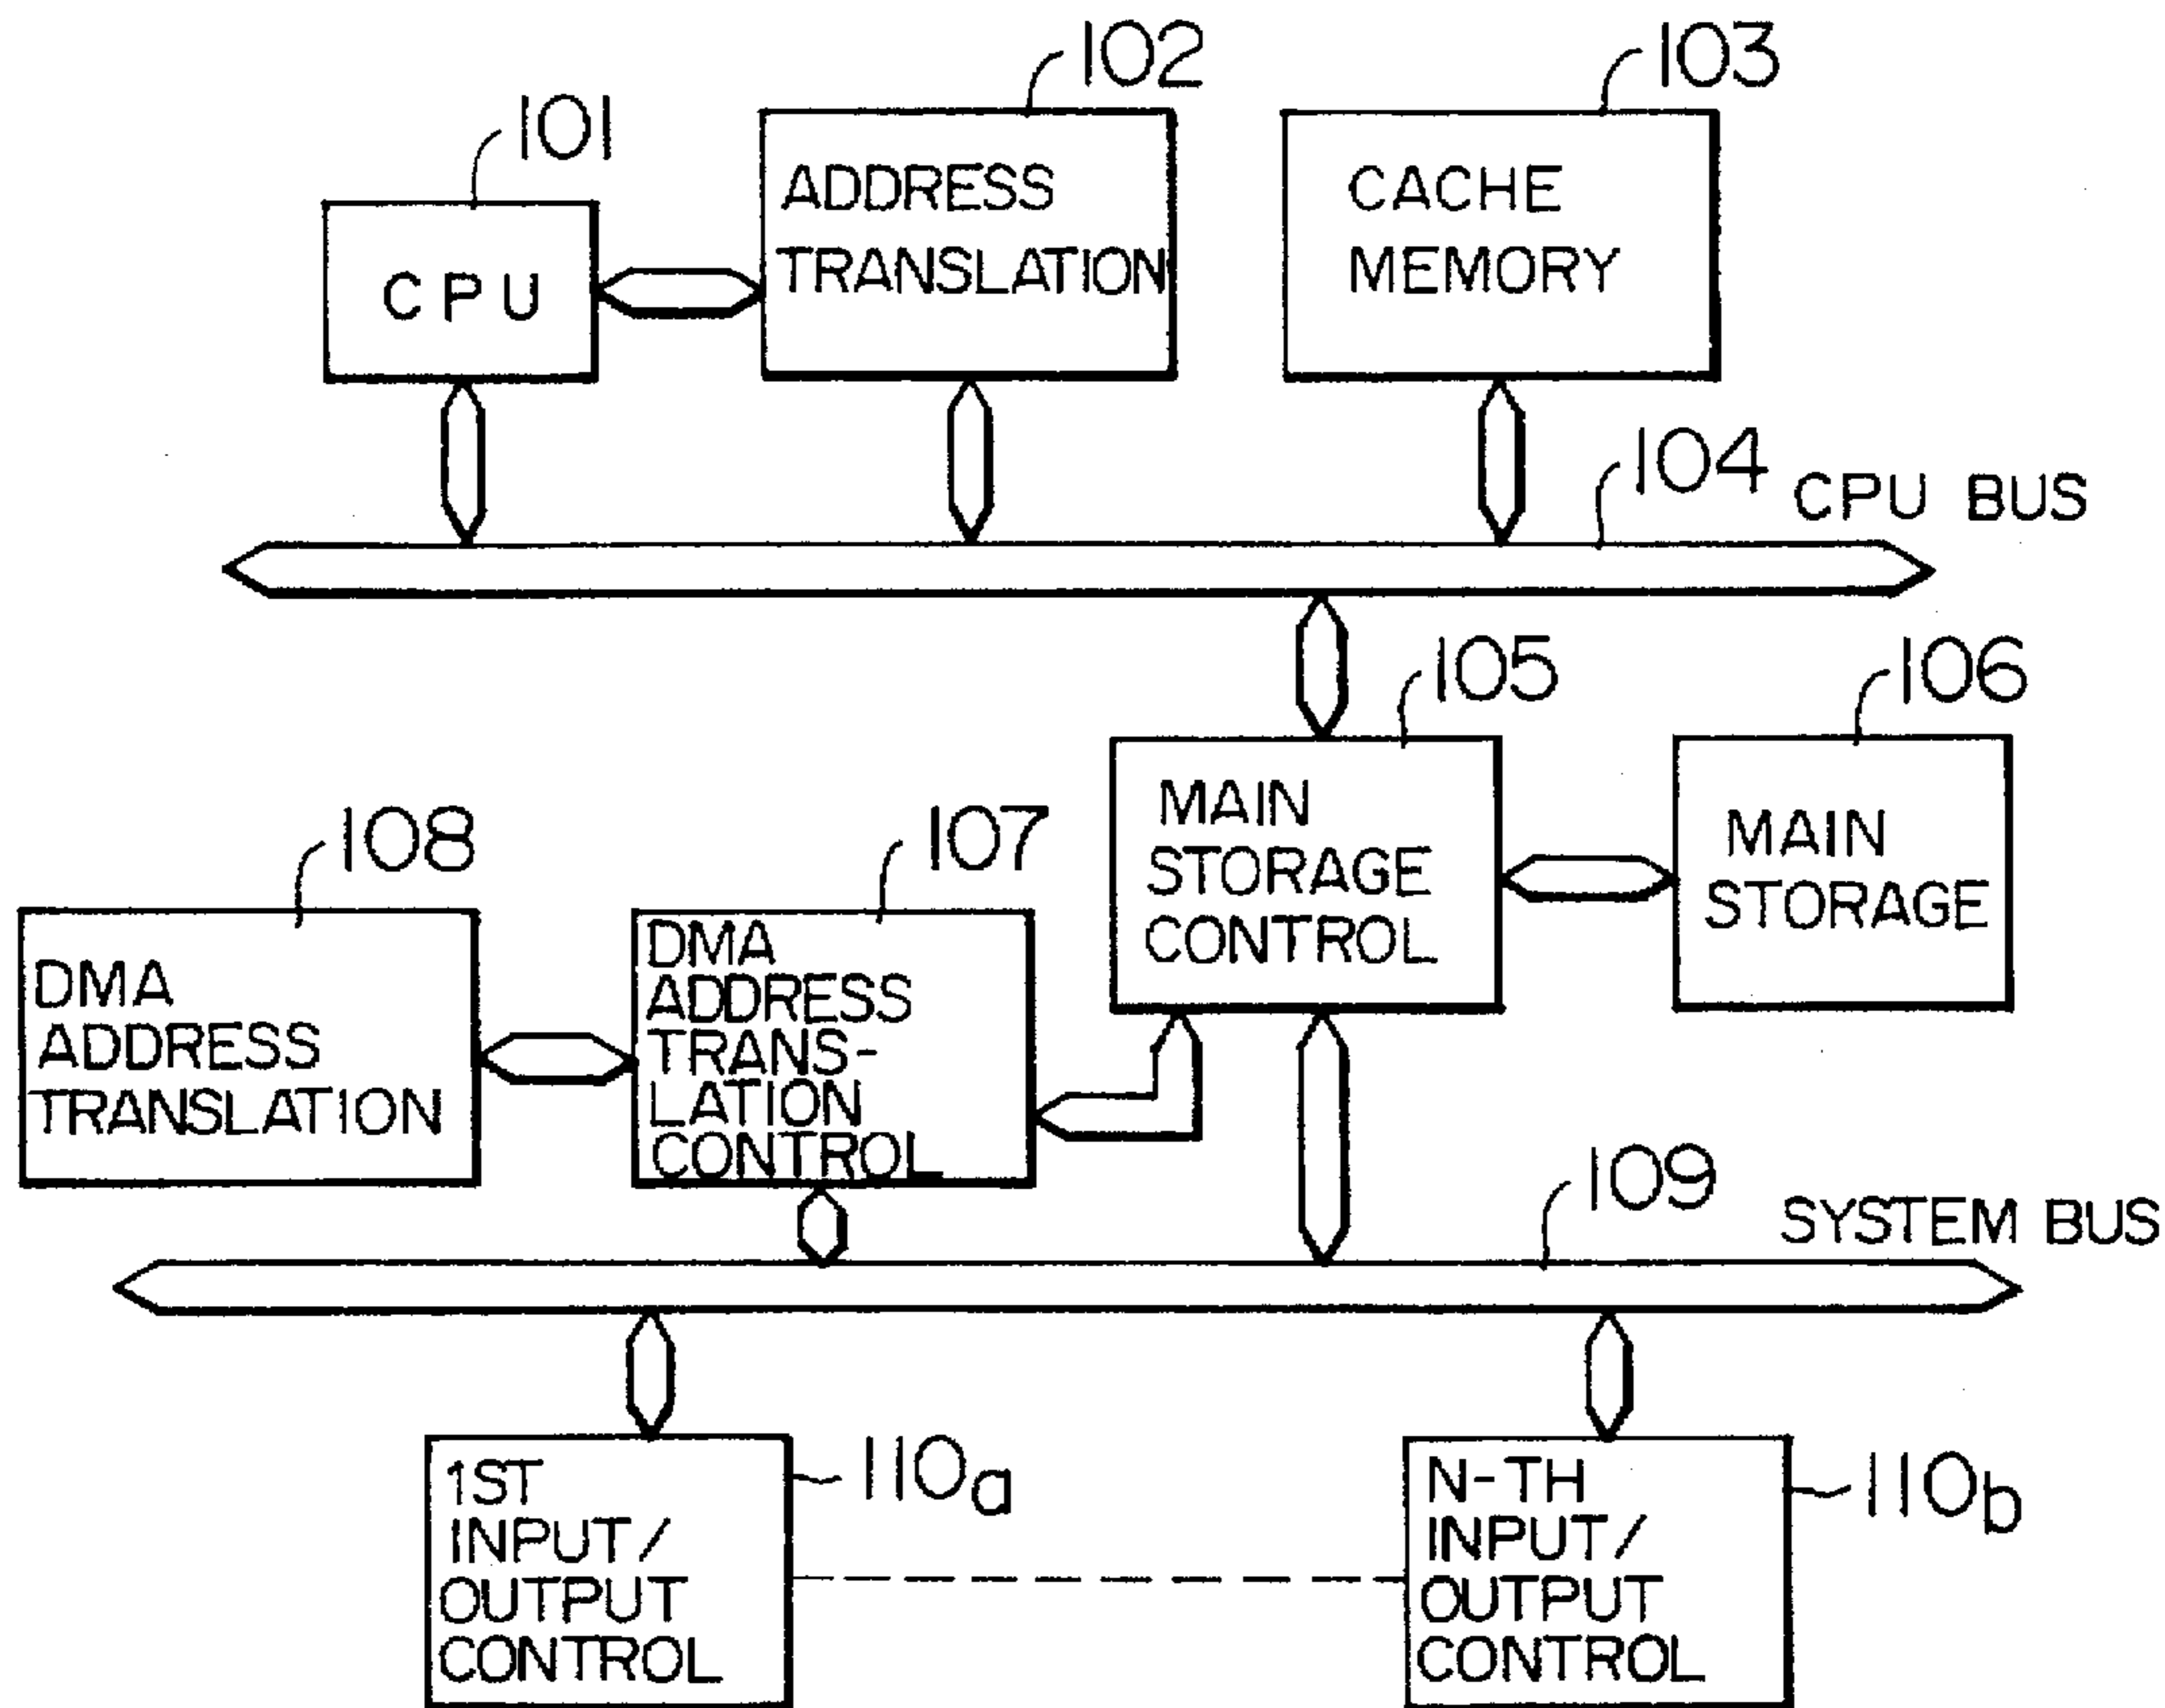 101
102
103
CPU
ADDRESS
TRANSLATION
CACHE
MEMORY
104
CPU BUS
105
106
MAIN
STORAGE
CONTROL
MAIN
STORAGE
108
107
DMA
ADDRESS
TRANSLATION
DMA
ADDRESS
TRANS-
LATION
CONTROL
109
SYSTEM BUS
1ST
INPUT/
OUTPUT
CONTROL
110a
N-TH
INPUT/
OUTPUT
CONTROL
110b